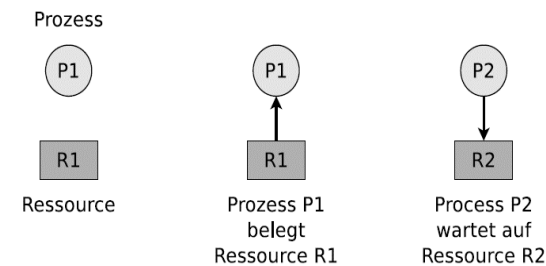 Prozess
P1
R1
Ressource
P1
R1
Prozess P1
belegt
Ressource R1
P2
R2
Process P2
wartet auf
Ressource R2